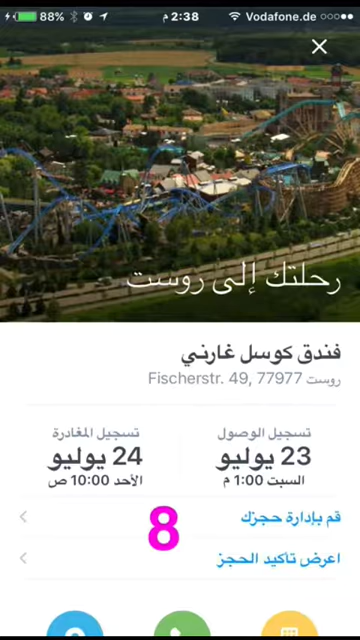 88% 2:38 م Vodafone.de
رحلتك إلى روست
فندق كوسل غارني
Fischerstr. 49, 77977 روست
تسجيل الوصول
23 يوليو
السبت 1:00 م
تسجيل المغادرة
24 يوليو
الأحد 10:00 ص
قم بإدارة حجزك
8
اعرض تأكيد الحجز